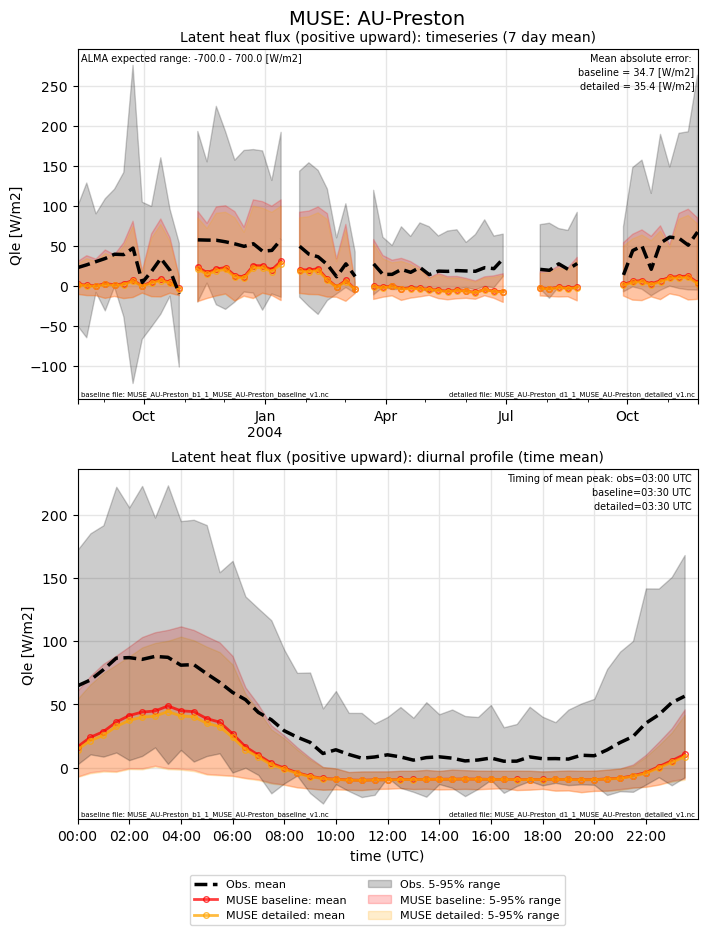 MUSE: AU-Preston
Latent heat flux (positive upward): timeseries (7 day mean)
ALMA expected range: -700.0 - 700.0 [W/m2]
Mean absolute error:
baseline = 34.7 [W/m2]
detailed = 35.4 [W/m2]
250
200
150
100
50
0
−50
−100
Qle [W/m2]
baseline file: MUSE_AU-Preston_b1_1_MUSE_AU-Preston_baseline_v1.nc
detailed file: MUSE_AU-Preston_d1_1_MUSE_AU-Preston_detailed_v1.nc
Oct Jan Apr Jul Oct
2004
Latent heat flux (positive upward): diurnal profile (time mean)
Timing of mean peak: obs=03:00 UTC
baseline=03:30 UTC
detailed=03:30 UTC
200
150
100
50
0
Qle [W/m2]
baseline file: MUSE_AU-Preston_b1_1_MUSE_AU-Preston_baseline_v1.nc
detailed file: MUSE_AU-Preston_d1_1_MUSE_AU-Preston_detailed_v1.nc
00:00 02:00 04:00 06:00 08:00 10:00 12:00 14:00 16:00 18:00 20:00 22:00
time (UTC)
Obs. mean
MUSE baseline: mean
MUSE detailed: mean
Obs. 5-95% range
MUSE baseline: 5-95% range
MUSE detailed: 5-95% range